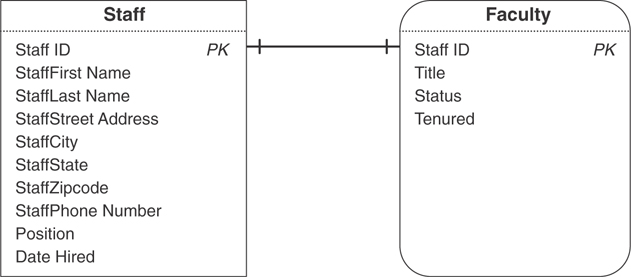 Staff
Staff ID PK
StaffFirst Name
StaffLast Name
StaffStreet Address
StaffCity
StaffState
StaffZipcode
StaffPhone Number
Position
Date Hired
Faculty
Staff ID PK
Title
Status
Tenured